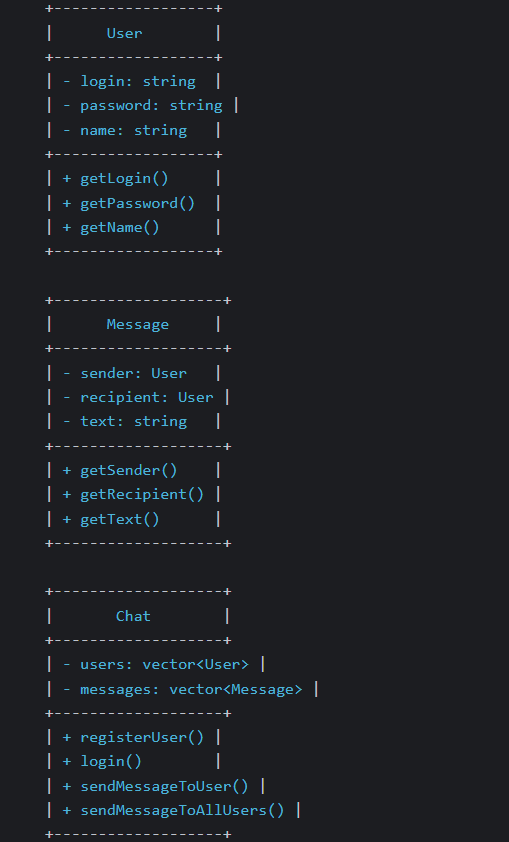 +------------------+
|      User        |
+------------------+
| - login: string  |
| - password: string |
| - name: string   |
+------------------+
| + getLogin()     |
| + getPassword()  |
| + getName()      |
+------------------+

+-------------------+
|      Message     |
+-------------------+
| - sender: User   |
| - recipient: User |
| - text: string   |
+-------------------+
| + getSender()    |
| + getRecipient() |
| + getText()      |
+-------------------+

+-------------------+
|       Chat        |
+-------------------+
| - users: vector<User> |
| - messages: vector<Message> |
+-------------------+
| + registerUser() |
| + login()        |
| + sendMessageToUser() |
| + sendMessageToAllUsers() |
+-------------------+